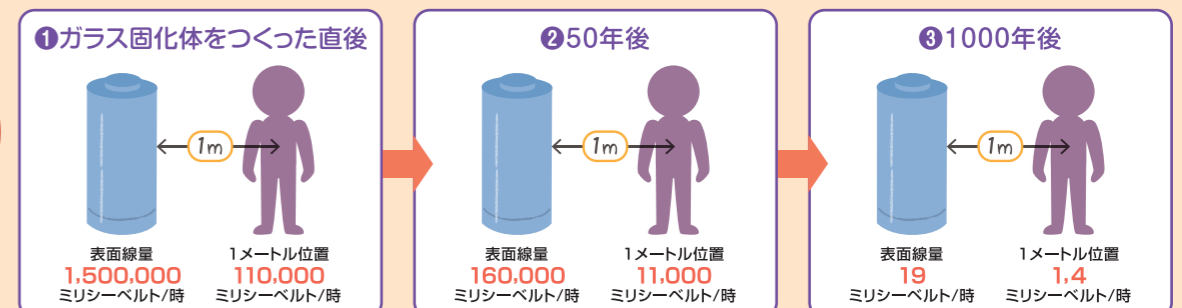 ❶ガラス固化体をつくった直後
1m
表面線量
1,500,000
ミリシーベルト/時
1メートル位置
110,000
ミリシーベルト/時
❷50年後
1m
表面線量
160,000
ミリシーベルト/時
1メートル位置
11,000
ミリシーベルト/時
❸1000年後
1m
表面線量
19
ミリシーベルト/時
1メートル位置
1,4
ミリシーベルト/時